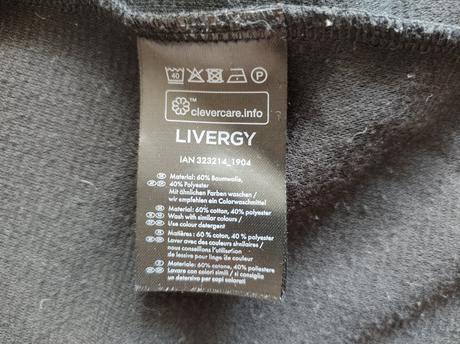 40
P
clevercare.info
LIVERGY
IAN 323214_1904
Material: 60% Baumwolle,
40% Polyester
Mit ähnlichen Farben waschen /
wir empfehlen ein Colorwaschmittel
Material: 60% cotton, 40% polyester
Wash with similar colours /
Use colour detergent
Matières : 60 % coton, 40 % polyester
Laver avec des couleurs similaires /
nous conseillons l'utilisation
de lessive pour linge de couleur
Materiale: 60% cotone, 40% poliestere
Lavare con colori simili / si consiglia
un detersivo per capi colorati